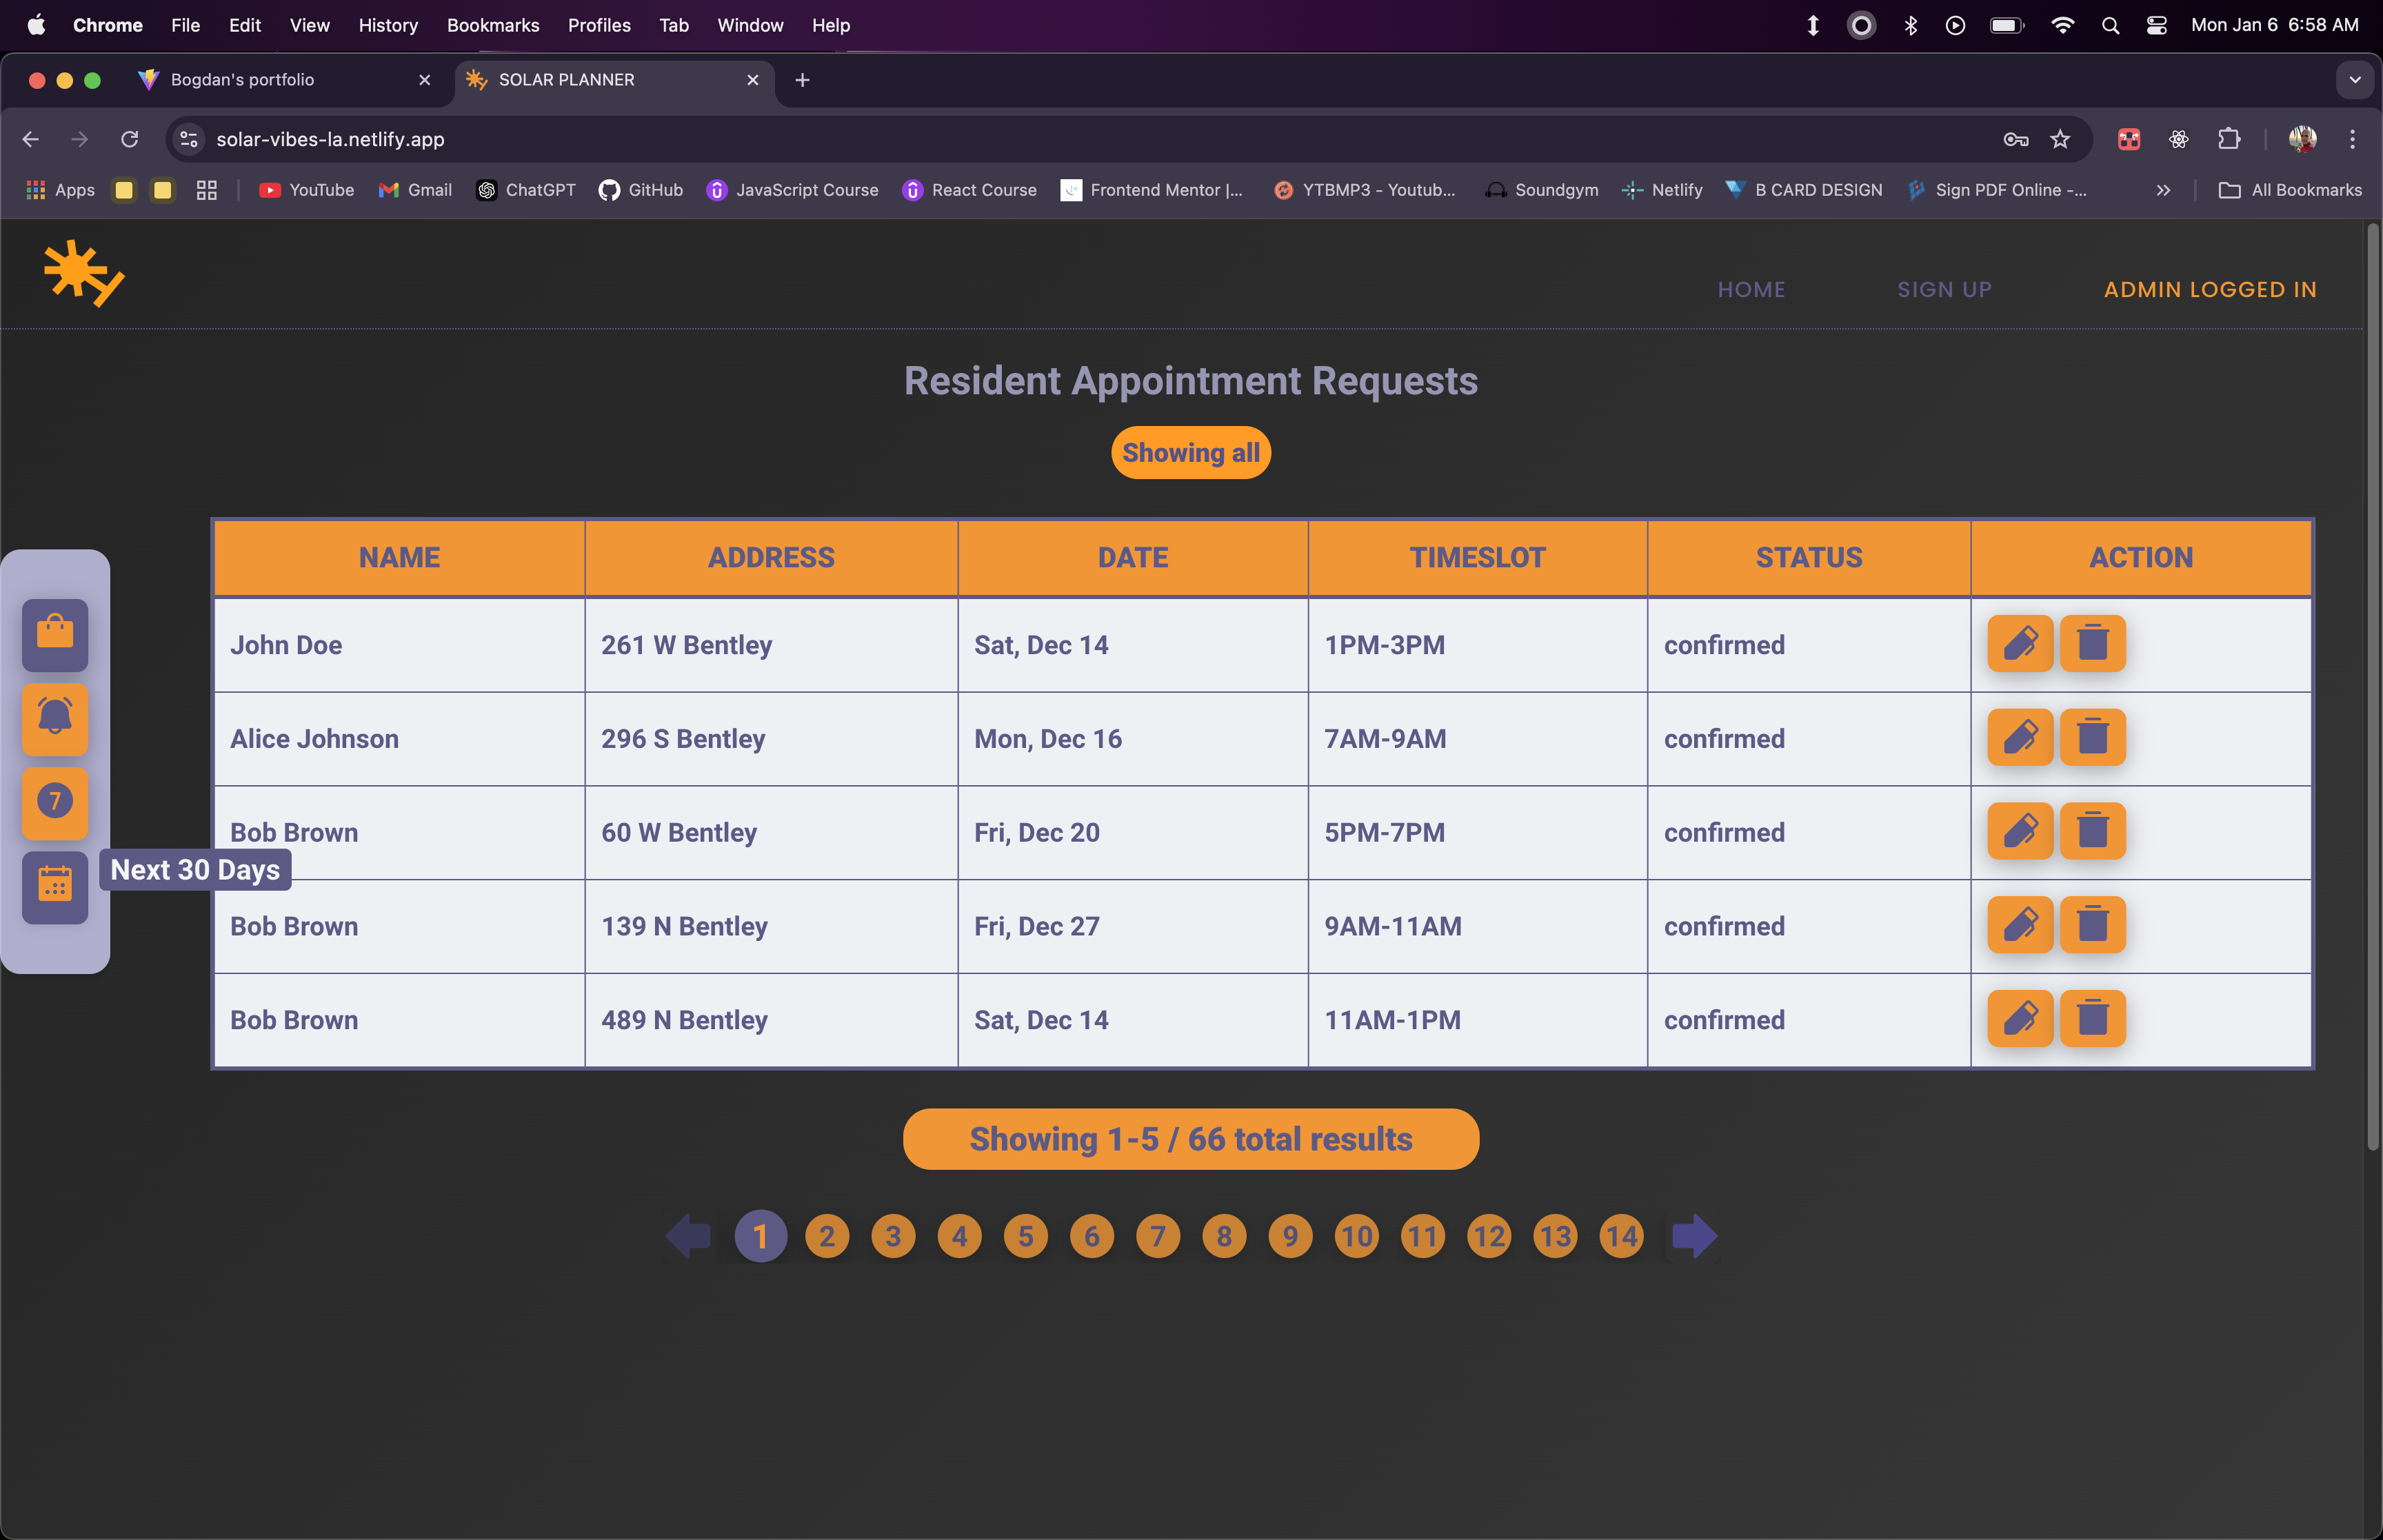 Chrome File Edit View History Bookmarks Profiles Tab Window Help Mon Jan 6 6:58 AM
Bogdan's portfolio SOLAR PLANNER
solar-vibes-la.netlify.app
Apps YouTube Gmail ChatGPT GitHub JavaScript Course React Course Frontend Mentor |... YTBMP3 - Youtub... Soundgym Netlify B CARD DESIGN Sign PDF Online -... All Bookmarks
HOME SIGN UP ADMIN LOGGED IN
Resident Appointment Requests
Showing all
NAME ADDRESS DATE TIMESLOT STATUS ACTION
John Doe 261 W Bentley Sat, Dec 14 1PM-3PM confirmed
Alice Johnson 296 S Bentley Mon, Dec 16 7AM-9AM confirmed
7
Bob Brown 60 W Bentley Fri, Dec 20 5PM-7PM confirmed
Next 30 Days
Bob Brown 139 N Bentley Fri, Dec 27 9AM-11AM confirmed
Bob Brown 489 N Bentley Sat, Dec 14 11AM-1PM confirmed
Showing 1-5 / 66 total results
1 2 3 4 5 6 7 8 9 10 11 12 13 14